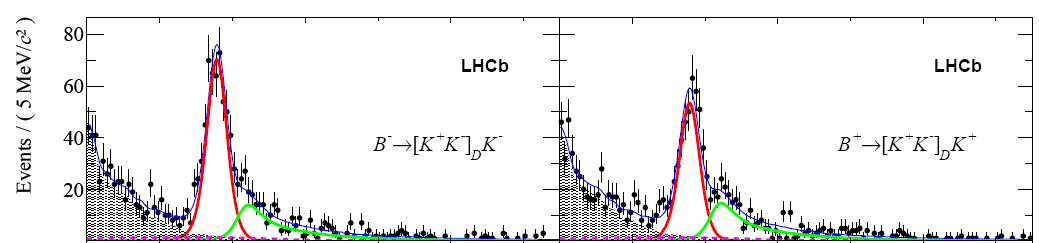 Events / ( 5 MeV/c² )
80
60
40
20
LHCb
B⁻→[K⁺K⁻]_D K⁻
LHCb
B⁺→[K⁺K⁻]_D K⁺